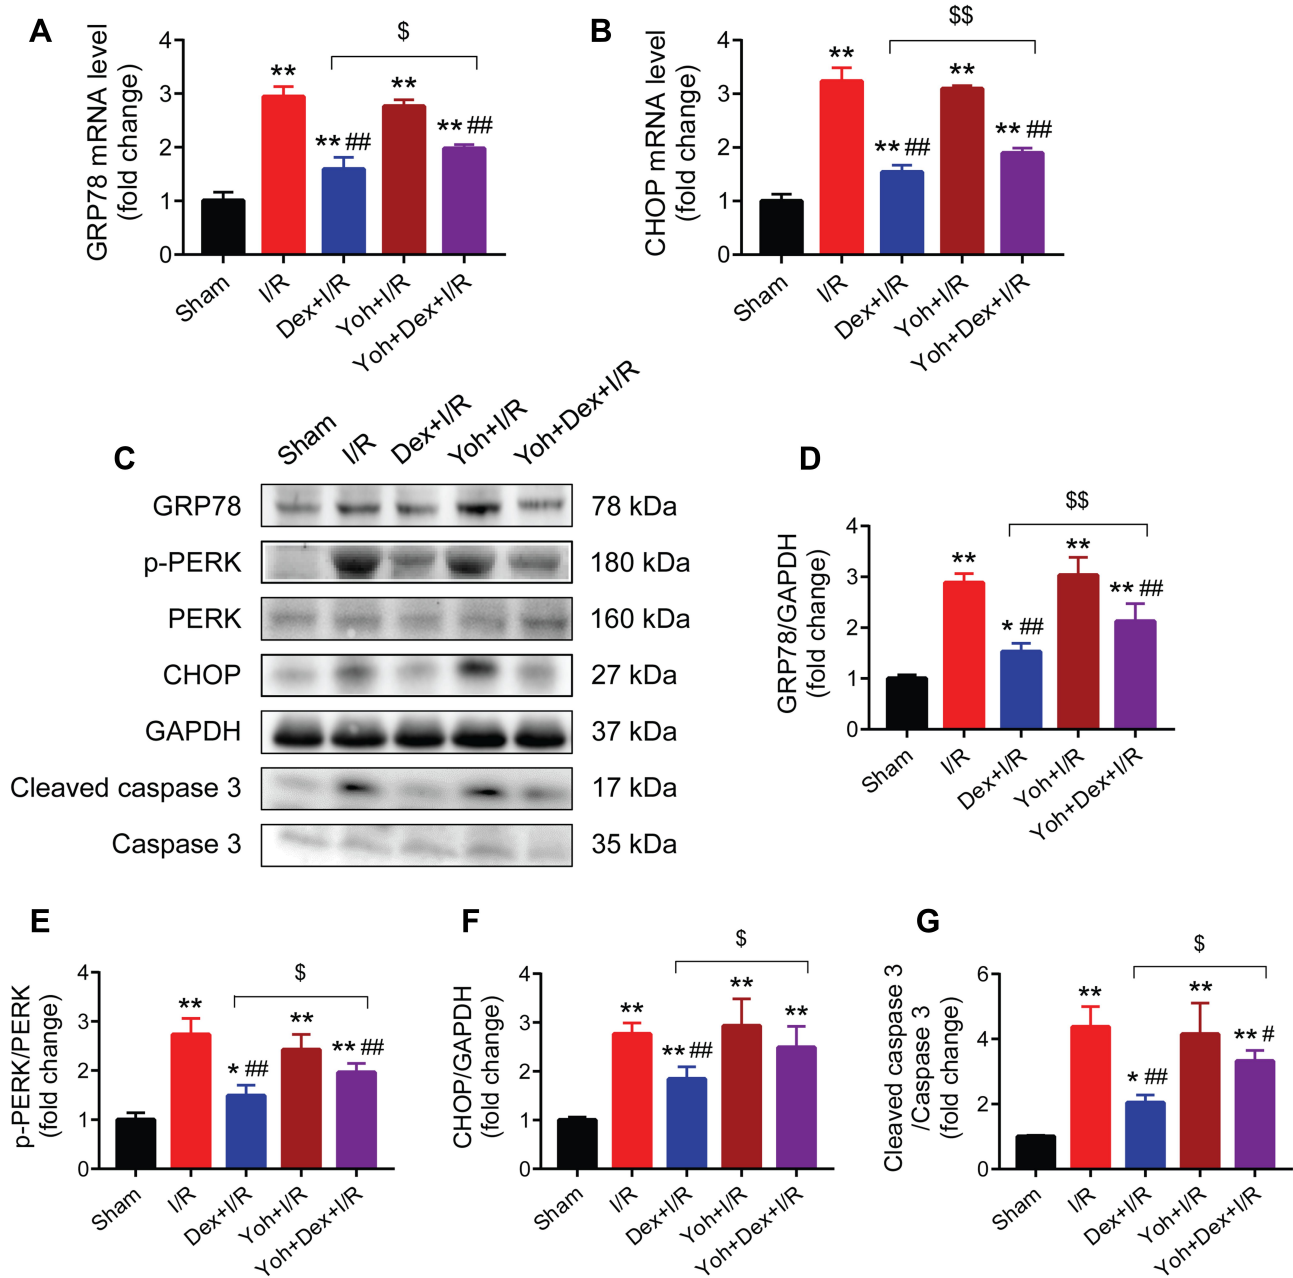 A
GRP78 mRNA level
(fold change)
4
3
2
1
0
**
** ##
**
** ##
$
Sham
I/R
Dex+I/R
Yoh+I/R
Yoh+Dex+I/R
B
CHOP mRNA level
(fold change)
4
3
2
1
0
**
** ##
**
** ##
$$
Sham
I/R
Dex+I/R
Yoh+I/R
Yoh+Dex+I/R
C
Sham
I/R
Dex+I/R
Yoh+I/R
Yoh+Dex+I/R
GRP78 78 kDa
p-PERK 180 kDa
PERK 160 kDa
CHOP 27 kDa
GAPDH 37 kDa
Cleaved caspase 3 17 kDa
Caspase 3 35 kDa
D
GRP78/GAPDH
(fold change)
4
3
2
1
0
**
* ##
**
** ##
$$
Sham
I/R
Dex+I/R
Yoh+I/R
Yoh+Dex+I/R
E
p-PERK/PERK
(fold change)
4
3
2
1
0
**
* ##
**
** ##
$
Sham
I/R
Dex+I/R
Yoh+I/R
Yoh+Dex+I/R
F
CHOP/GAPDH
(fold change)
4
3
2
1
0
**
** ##
**
**
$
Sham
I/R
Dex+I/R
Yoh+I/R
Yoh+Dex+I/R
G
Cleaved caspase 3
/Caspase 3
(fold change)
6
4
2
0
**
* ##
**
** #
$
Sham
I/R
Dex+I/R
Yoh+I/R
Yoh+Dex+I/R